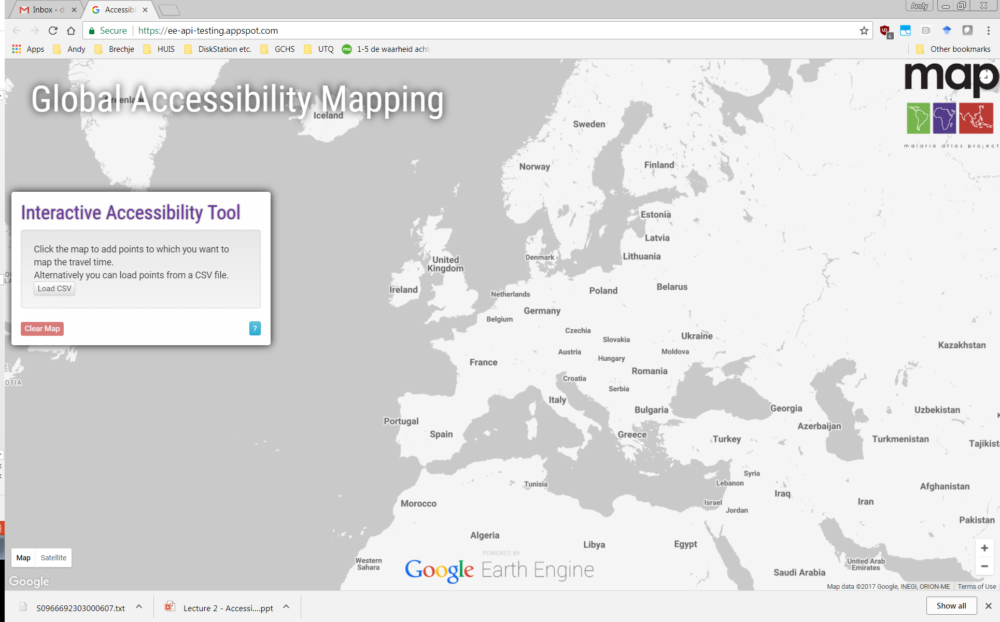 Inbox - d
Accessibi
Andy
Secure
https://ee-api-testing.appspot.com
6
Apps
Andy
Brechje
HUIS
DiskStation etc.
GCHS
UTQ
1-5 de waarheid acht
Other bookmarks
Global Accessibility Mapping
map
malaria atlas project
Greenland
Iceland
Sweden
Norway
Finland
Interactive Accessibility Tool
Click the map to add points to which you want to
map the travel time.
Alternatively you can load points from a CSV file.
Load CSV
Clear Map
?
Estonia
Latvia
Lithuania
Denmark
United
Kingdom
Ireland
Netherlands
Poland
Belarus
Germany
Belgium
Czechia
Slovakia
Ukraine
Kazakhstan
Austria
Hungary
Moldova
France
Romania
Croatia
Serbia
OTIA
Italy
Bulgaria
Georgia
Uzbekistan
Portugal
Spain
Azerbaijan
Greece
Turkey
Turkmenistan
Tajikist
Syria
Tunisia
Lebanon
Afghanistan
Iraq
Morocco
Israel
Iran
Jordan
Pakistan
Algeria
Libya
Egypt
Western
Sahara
United Arab
Emirates
Saudi Arabia
POWERED BY
Google Earth Engine
Map
Satellite
Google
+
−
Map data ©2017 Google, INEGI, ORION-ME
Terms of Use
S0966692303000607.txt
Lecture 2 - Accessi....ppt
Show all